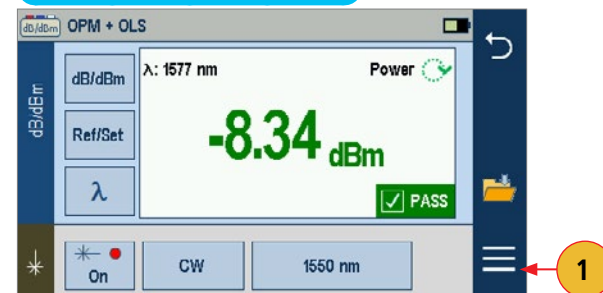 dB/dBm OPM + OLS
dB/dBm
dB/dBm
λ: 1577 nm
Power
Ref/Set
-8.34 dBm
λ
PASS
On
CW
1550 nm
1